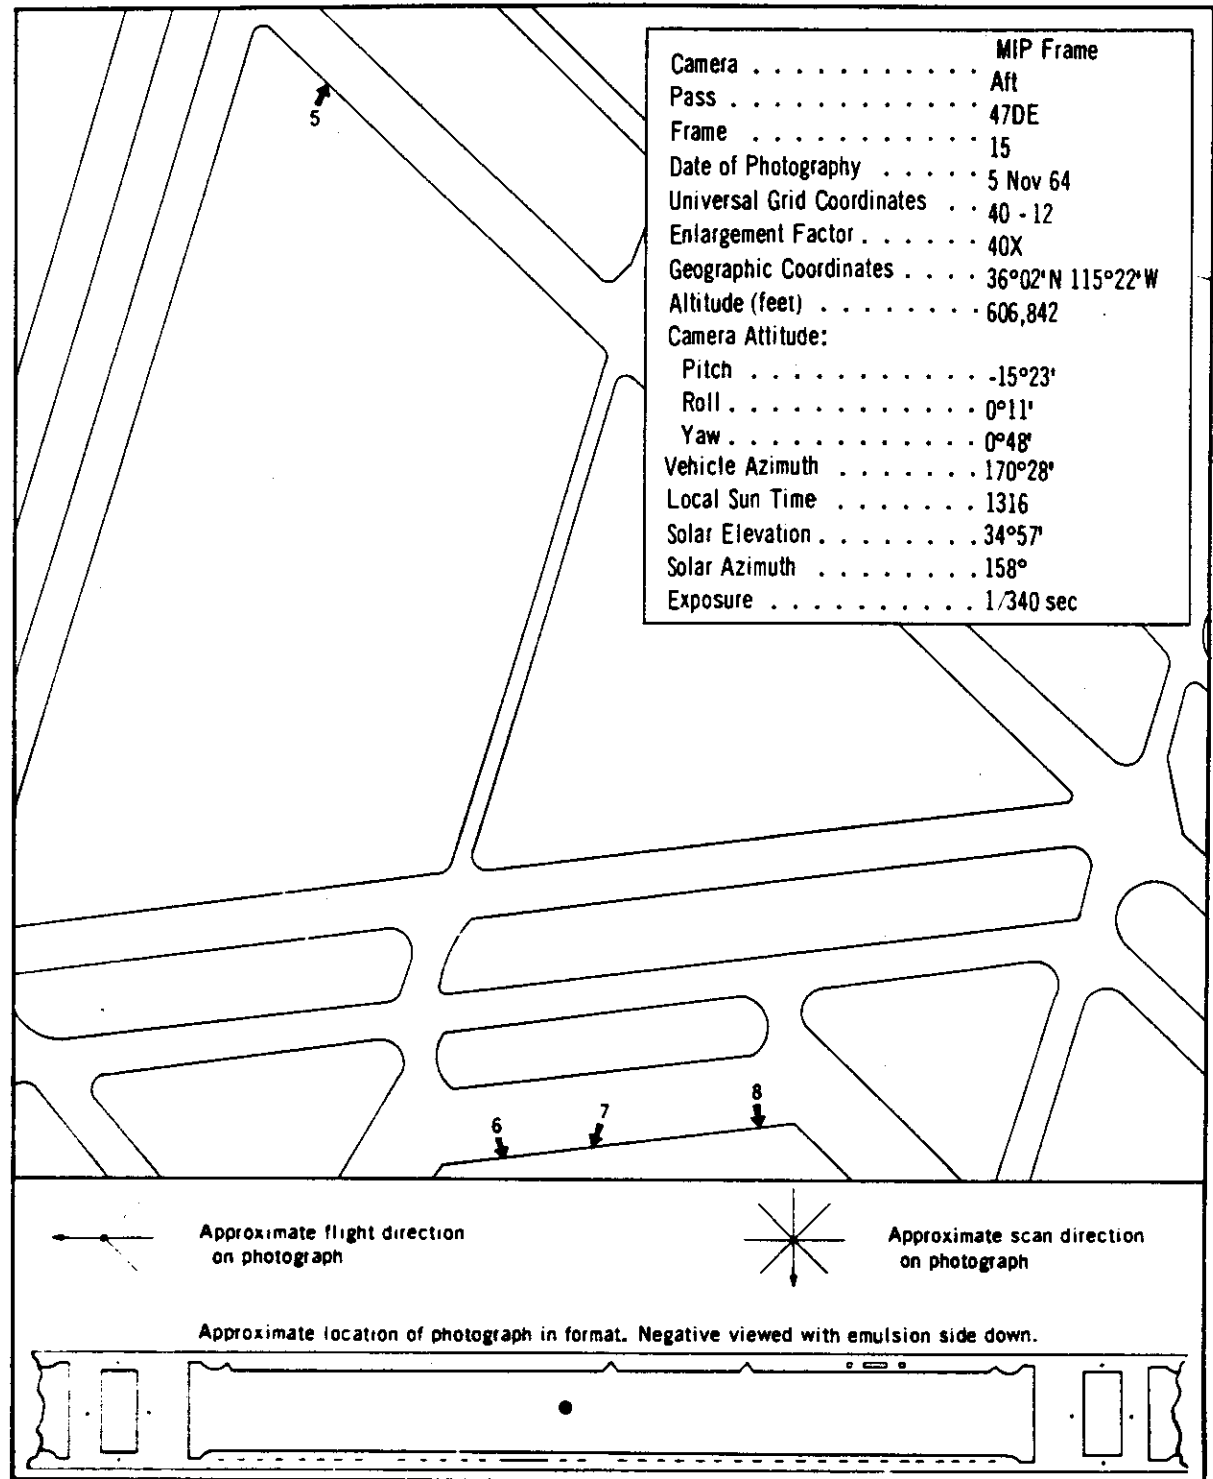 MIP Frame
Camera . . . . . . . . . . . Aft
Pass . . . . . . . . . . . . 47DE
Frame . . . . . . . . . . . 15
Date of Photography . . . . . 5 Nov 64
Universal Grid Coordinates . . 40 - 12
Enlargement Factor . . . . . . 40X
Geographic Coordinates . . . . 36°02'N 115°22'W
Altitude (feet) . . . . . . . . 606,842
Camera Attitude:
Pitch . . . . . . . . . . . -15°23'
Roll . . . . . . . . . . . . 0°11'
Yaw . . . . . . . . . . . . 0°48'
Vehicle Azimuth . . . . . . . 170°28'
Local Sun Time . . . . . . . 1316
Solar Elevation . . . . . . . . 34°57'
Solar Azimuth . . . . . . . . 158°
Exposure . . . . . . . . . . 1/340 sec
5
6
7
8
Approximate flight direction
on photograph
Approximate scan direction
on photograph
Approximate location of photograph in format. Negative viewed with emulsion side down.